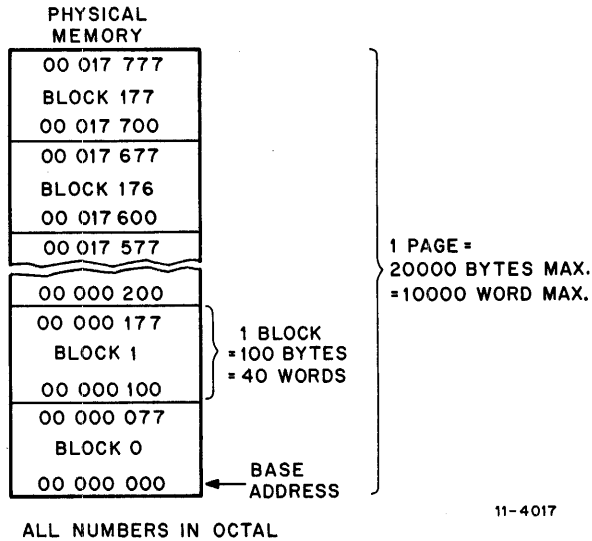 PHYSICAL
MEMORY
00 017 777
BLOCK 177
00 017 700
00 017 677
BLOCK 176
00 017 600
00 017 577
00 000 200
00 000 177
BLOCK 1
00 000 100
00 000 077
BLOCK 0
00 000 000
1 BLOCK
=100 BYTES
=40 WORDS
BASE
ADDRESS
1 PAGE=
20000 BYTES MAX.
=10000 WORD MAX.
11-4017
ALL NUMBERS IN OCTAL